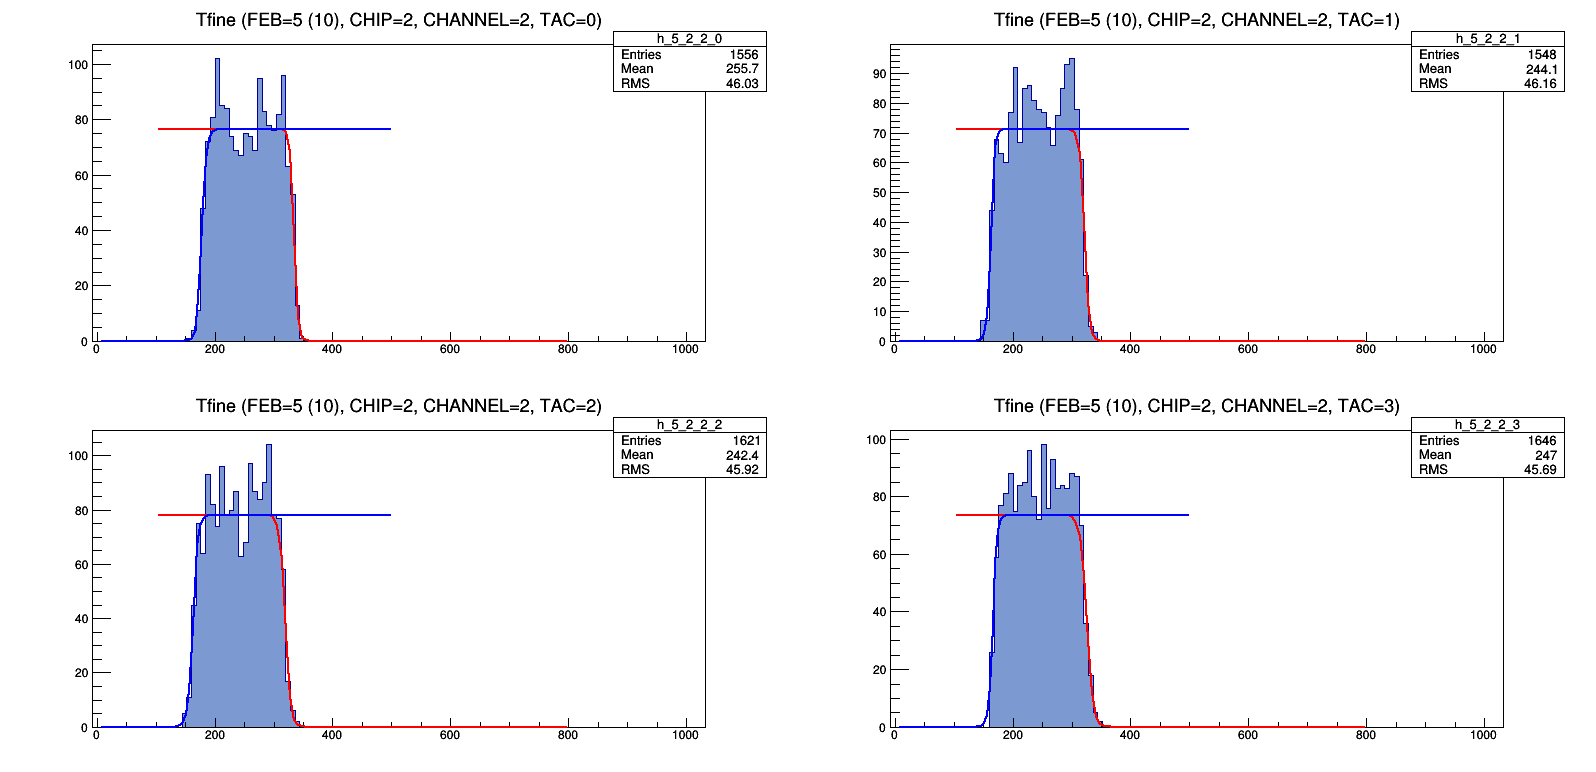 Tfine (FEB=5 (10), CHIP=2, CHANNEL=2, TAC=0)
h_5_2_2_0
Entries 1556
Mean 255.7
RMS 46.03
100
80
60
40
20
0
0 200 400 600 800 1000
Tfine (FEB=5 (10), CHIP=2, CHANNEL=2, TAC=1)
h_5_2_2_1
Entries 1548
Mean 244.1
RMS 46.16
90
80
70
60
50
40
30
20
10
0
0 200 400 600 800 1000
Tfine (FEB=5 (10), CHIP=2, CHANNEL=2, TAC=2)
h_5_2_2_2
Entries 1621
Mean 242.4
RMS 45.92
100
80
60
40
20
0
0 200 400 600 800 1000
Tfine (FEB=5 (10), CHIP=2, CHANNEL=2, TAC=3)
h_5_2_2_3
Entries 1646
Mean 247
RMS 45.69
100
80
60
40
20
0
0 200 400 600 800 1000